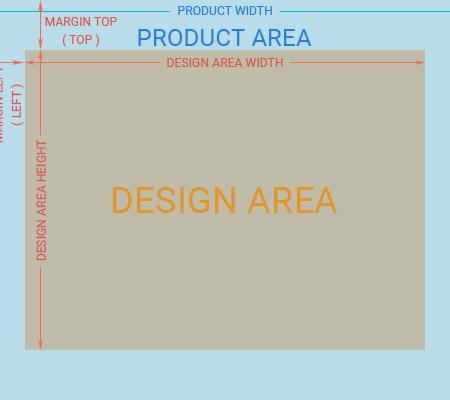 PRODUCT WIDTH
MARGIN TOP
( TOP )
PRODUCT AREA
DESIGN AREA WIDTH
( LEFT )
DESIGN AREA HEIGHT
DESIGN AREA